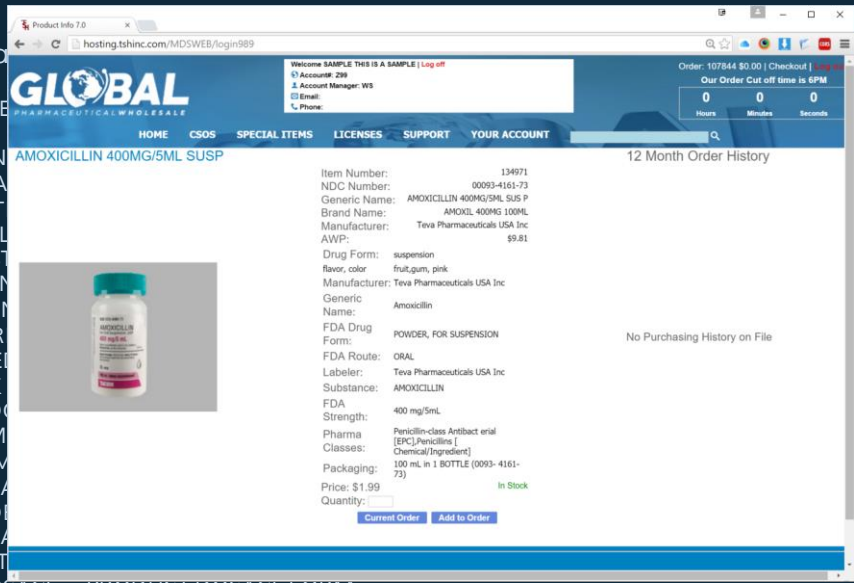 Product Info 7.0
hosting.tshinc.com/MDSWEB/login989
GLOBAL
PHARMACEUTICAL WHOLESALE
Welcome SAMPLE THIS IS A SAMPLE | Log off
Account#: Z99
Account Manager: WS
Email:
Phone:
Order: 107844 $0.00 | Checkout |
Our Order Cut off time is 6PM
0 0 0
Hours Minutes Seconds
HOME CSOS SPECIAL ITEMS LICENSES SUPPORT YOUR ACCOUNT
AMOXICILLIN 400MG/5ML SUSP
Item Number: 134971
NDC Number: 00093-4161-73
Generic Name: AMOXICILLIN 400MG/5ML SUS P
Brand Name: AMOXIL 400MG 100ML
Manufacturer: Teva Pharmaceuticals USA Inc
AWP: $9.81
Drug Form: suspension
flavor, color fruit,gum, pink
Manufacturer: Teva Pharmaceuticals USA Inc
Generic Name: Amoxicillin
FDA Drug Form: POWDER, FOR SUSPENSION
FDA Route: ORAL
Labeler: Teva Pharmaceuticals USA Inc
Substance: AMOXICILLIN
FDA Strength: 400 mg/5mL
Pharma Classes: Penicillin-class Antibact erial
[EPC],Penicillins [
Chemical/Ingredient]
Packaging: 100 mL in 1 BOTTLE (0093- 4161-
73)
Price: $1.99 In Stock
Quantity:
Current Order Add to Order
12 Month Order History
No Purchasing History on File
AMOXICILLIN
400 mg/5 mL